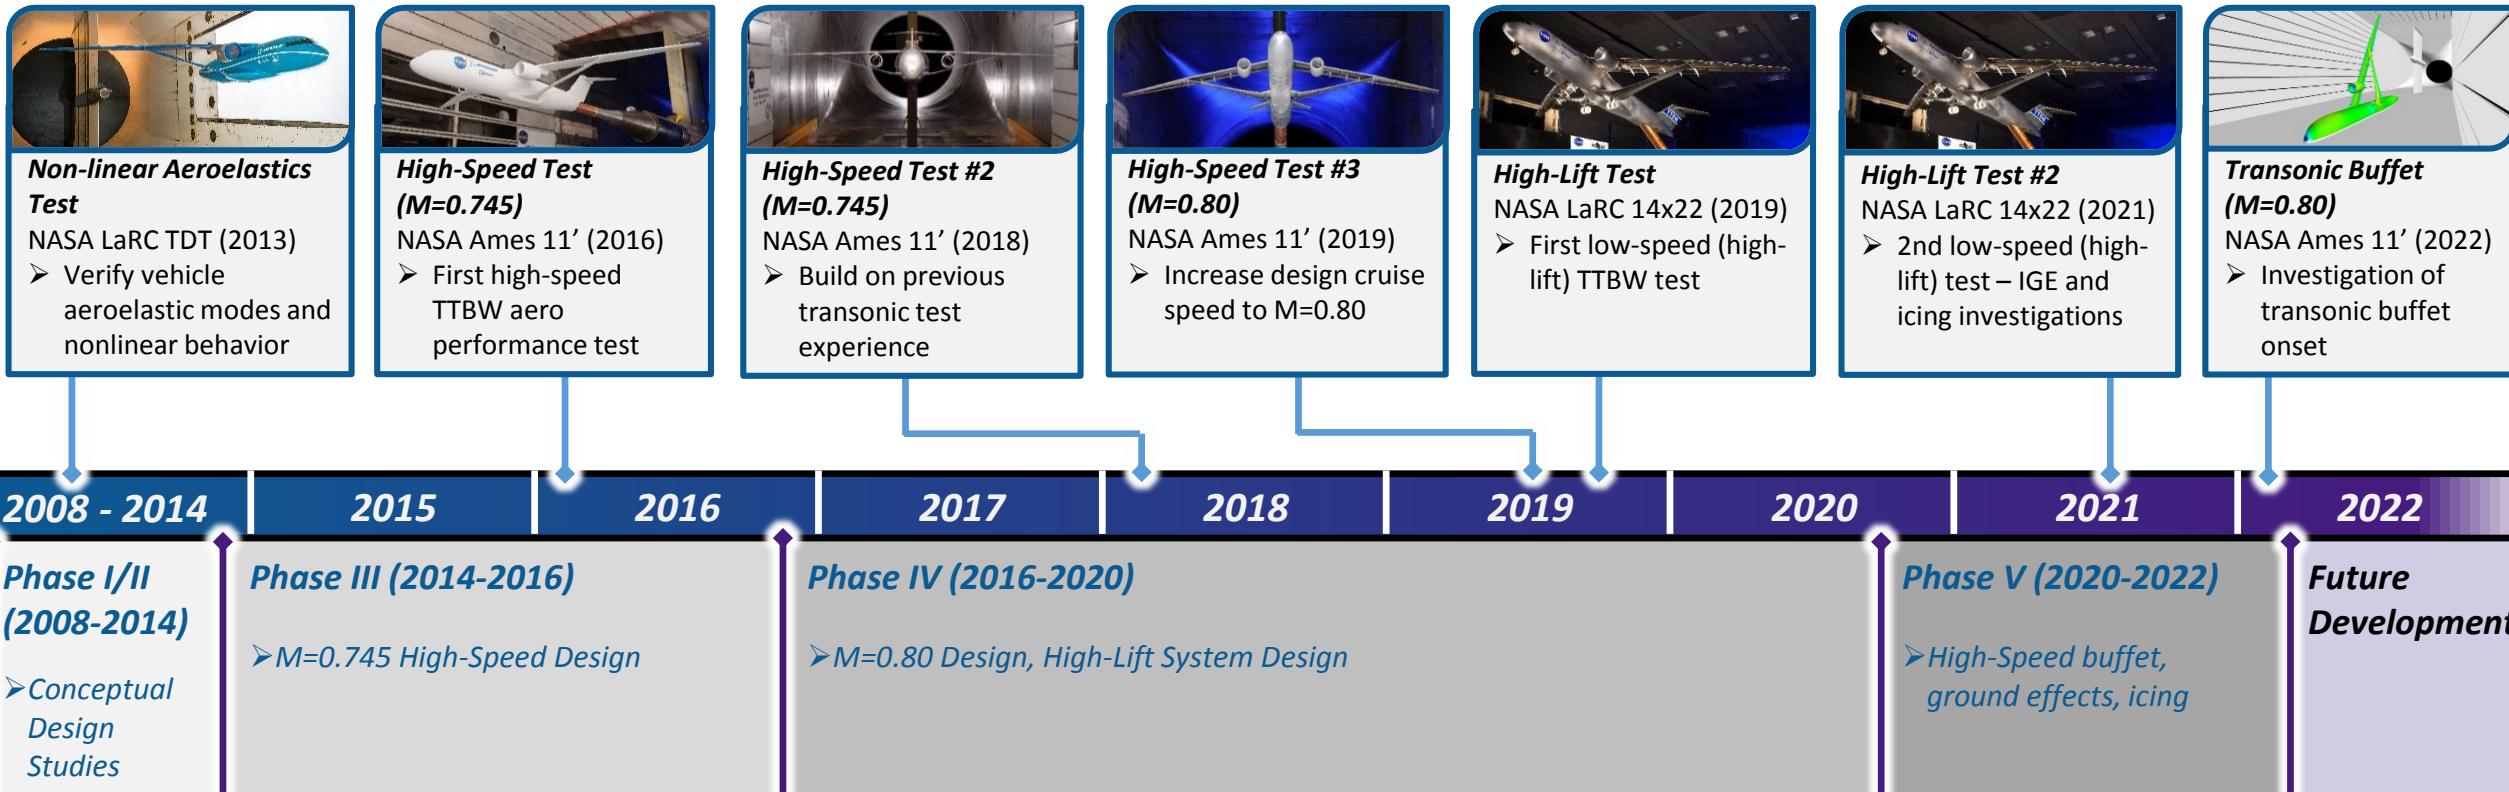 Non-linear Aeroelastics
Test
NASA LaRC TDT (2013)
➢ Verify vehicle
aeroelastic modes and
nonlinear behavior
High-Speed Test
(M=0.745)
NASA Ames 11’ (2016)
➢ First high-speed
TTBW aero
performance test
High-Speed Test #2
(M=0.745)
NASA Ames 11’ (2018)
➢ Build on previous
transonic test
experience
High-Speed Test #3
(M=0.80)
NASA Ames 11’ (2019)
➢ Increase design cruise
speed to M=0.80
High-Lift Test
NASA LaRC 14x22 (2019)
➢ First low-speed (high-
lift) TTBW test
High-Lift Test #2
NASA LaRC 14x22 (2021)
➢ 2nd low-speed (high-
lift) test – IGE and
icing investigations
Transonic Buffet
(M=0.80)
NASA Ames 11’ (2022)
➢ Investigation of
transonic buffet
onset
2008 - 2014
2015
2016
2017
2018
2019
2020
2021
2022
Phase I/II
(2008-2014)
➢Conceptual
Design
Studies
Phase III (2014-2016)
➢M=0.745 High-Speed Design
Phase IV (2016-2020)
➢M=0.80 Design, High-Lift System Design
Phase V (2020-2022)
➢High-Speed buffet,
ground effects, icing
Future
Development